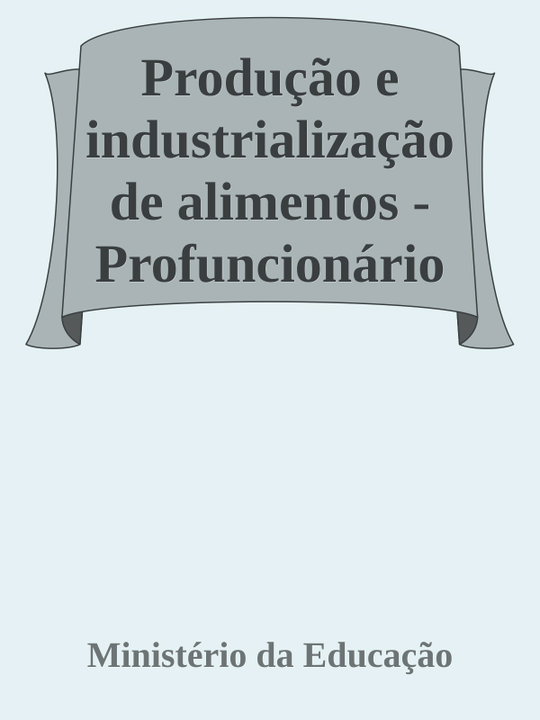 Produção e
industrialização
de alimentos -
Profuncionário
Ministério da Educação